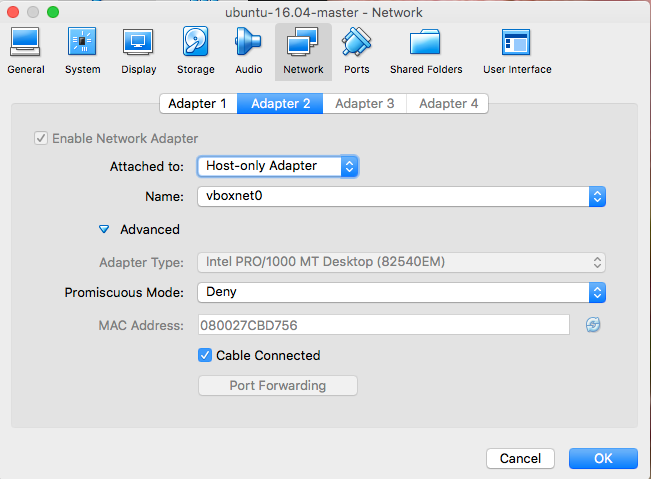 ubuntu-16.04-master - Network
General System Display Storage Audio Network Ports Shared Folders User Interface
Adapter 1 Adapter 2 Adapter 3 Adapter 4
Enable Network Adapter
Attached to: Host-only Adapter
Name: vboxnet0
Advanced
Adapter Type: Intel PRO/1000 MT Desktop (82540EM)
Promiscuous Mode: Deny
MAC Address: 080027CBD756
Cable Connected
Port Forwarding
Cancel OK